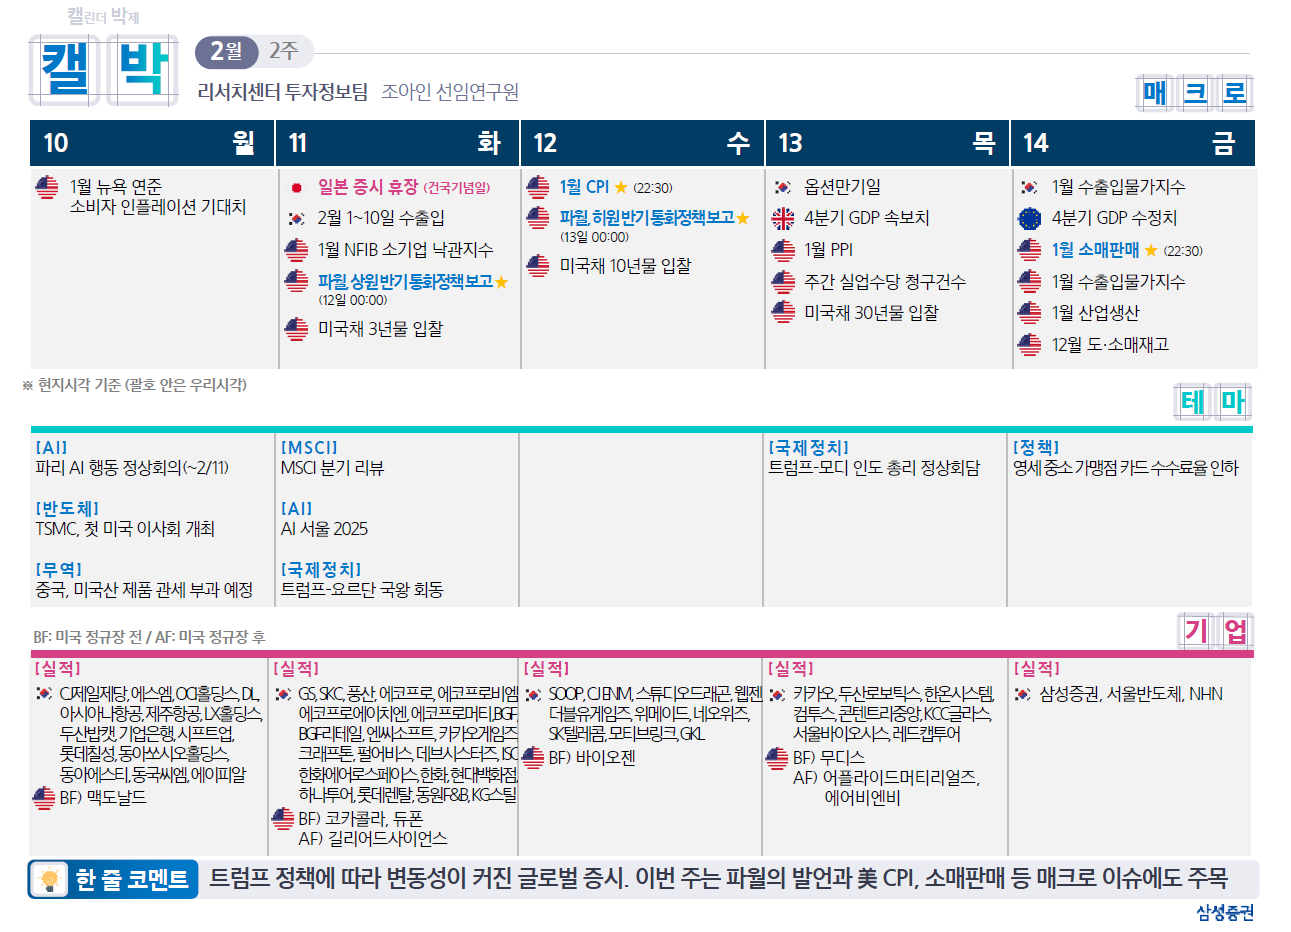 캘린더 박제
캘 박
2월 2주
리서치센터 투자정보팀 조아인 선임연구원
매크로
10 월
11 화
12 수
13 목
14 금
1월 뉴욕 연준
소비자 인플레이션 기대치
일본 증시 휴장 (건국기념일)
2월 1~10일 수출입
1월 NFIB 소기업 낙관지수
파월, 상원 반기 통화정책 보고★
(12일 00:00)
미국채 3년물 입찰
1월 CPI ★ (22:30)
파월, 하원 반기 통화정책 보고★
(13일 00:00)
미국채 10년물 입찰
옵션만기일
4분기 GDP 속보치
1월 PPI
주간 실업수당 청구건수
미국채 30년물 입찰
1월 수출입물가지수
4분기 GDP 수정치
1월 소매판매 ★ (22:30)
1월 수출입물가지수
1월 산업생산
12월 도·소매재고
※ 현지시각 기준 (괄호 안은 우리시각)
테마
[AI]
파리 AI 행동 정상회의(~2/11)
[반도체]
TSMC, 첫 미국 이사회 개최
[무역]
중국, 미국산 제품 관세 부과 예정
[MSCI]
MSCI 분기 리뷰
[AI]
AI 서울 2025
[국제정치]
트럼프-요르단 국왕 회동
[국제정치]
트럼프-모디 인도 총리 정상회담
[정책]
영세 중소 가맹점 카드 수수료율 인하
BF: 미국 정규장 전 / AF: 미국 정규장 후
기업
[실적]
CJ제일제당, 에스엠, OCI홀딩스, DL,
아시아나항공, 제주항공, LX홀딩스,
두산밥캣, 기업은행, 시프트업,
롯데칠성, 동아쏘시오홀딩스,
동아에스티, 동국씨엠, 에이피알
BF) 맥도날드
[실적]
GS, SKC, 풍산, 에코프로, 에코프로비엠
에코프로에이치엔, 에코프로머티, BGF,
BGF리테일, 엔씨소프트, 카카오게임즈
크래프톤, 펄어비스, 데브시스터즈, ISC
한화에어로스페이스, 한화, 현대백화점,
하나투어, 롯데렌탈, 동원F&B, KG스틸
BF) 코카콜라, 듀폰
AF) 길리어드사이언스
[실적]
SOOP, CJ ENM, 스튜디오드래곤, 웹젠
더블유게임즈, 위메이드, 네오위즈,
SK텔레콤, 모티브링크, GKL
BF) 바이오젠
[실적]
카카오, 두산로보틱스, 한온시스템,
컴투스, 콘텐트리중앙, KCC글라스,
서울바이오시스, 레드캡투어
BF) 무디스
AF) 어플라이드머티리얼즈,
에어비엔비
[실적]
삼성증권, 서울반도체, NHN
한 줄 코멘트 트럼프 정책에 따라 변동성이 커진 글로벌 증시. 이번 주는 파월의 발언과 美 CPI, 소매판매 등 매크로 이슈에도 주목
삼성증권